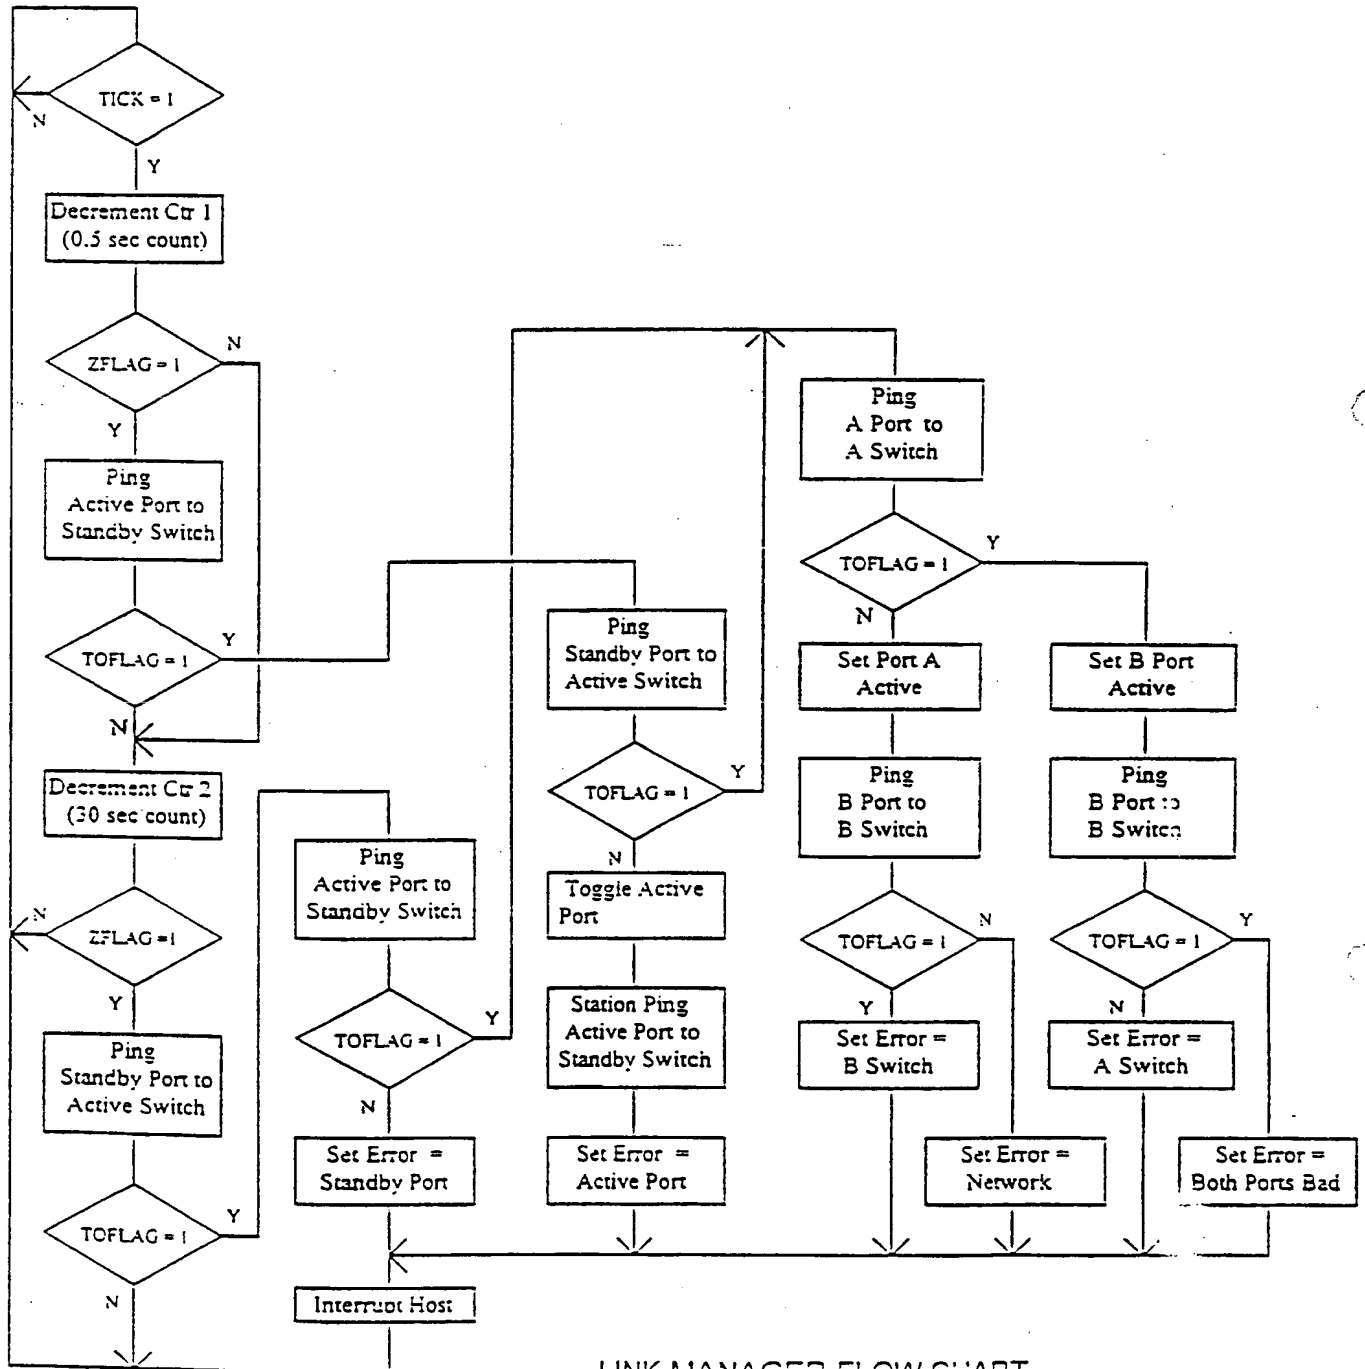 TICK = 1
N
Y
Decrement Ctr 1
(0.5 sec count)
ZFLAG = 1
N
Y
Ping
Active Port to
Standby Switch
TOFLAG = 1
Y
N
Decrement Ctr 2
(30 sec count)
ZFLAG =1
N
Y
Ping
Standby Port to
Active Switch
TOFLAG = 1
Y
N
Ping
Active Port to
Standby Switch
TOFLAG = 1
Y
N
Set Error =
Standby Port
Interrupt Host
Ping
Standby Port to
Active Switch
TOFLAG = 1
Y
N
Toggle Active
Port
Station Ping
Active Port to
Standby Switch
Set Error =
Active Port
Ping
A Port to
A Switch
TOFLAG = 1
Y
N
Set Port A
Active
Ping
B Port to
B Switch
TOFLAG = 1
N
Y
Set Error =
B Switch
Set Error =
Network
Set B Port
Active
Ping
B Port to
B Switch
TOFLAG = 1
Y
N
Set Error =
A Switch
Set Error =
Both Ports Bad
LINK MANAGER FLOW CHART